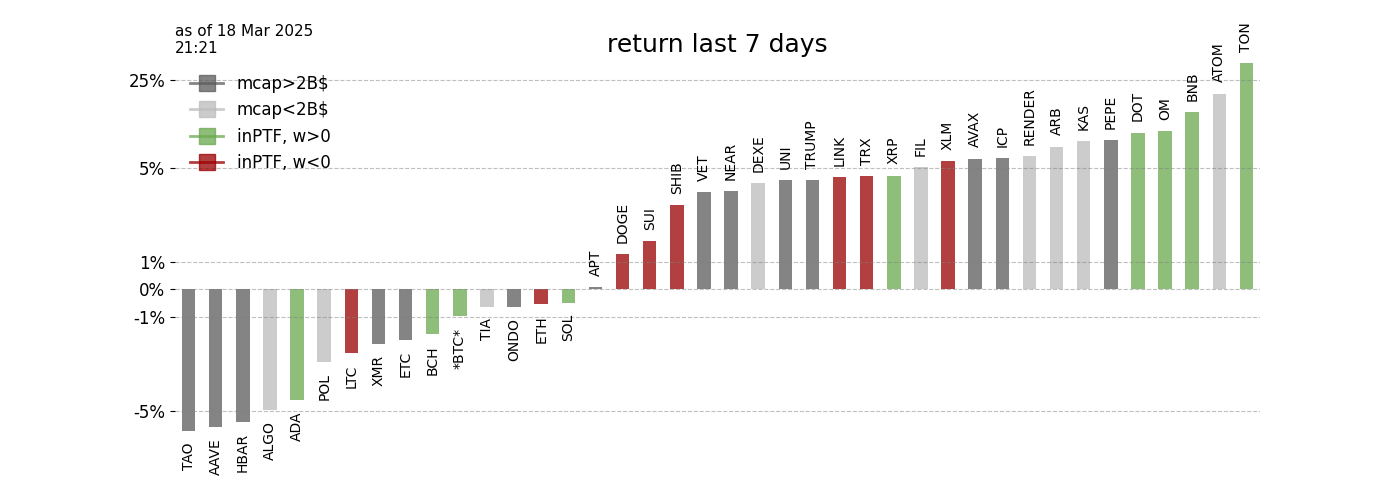 as of 18 Mar 2025
21:21
return last 7 days
mcap>2B$
mcap<2B$
inPTF, w>0
inPTF, w<0
25%
5%
1%
0%
-1%
-5%
TAO
AAVE
HBAR
ALGO
ADA
POL
LTC
XMR
ETC
BCH
*BTC*
TIA
ONDO
ETH
SOL
APT
DOGE
SUI
SHIB
VET
NEAR
DEXE
UNI
TRUMP
LINK
TRX
XRP
FIL
XLM
AVAX
ICP
RENDER
ARB
KAS
PEPE
DOT
OM
BNB
ATOM
TON